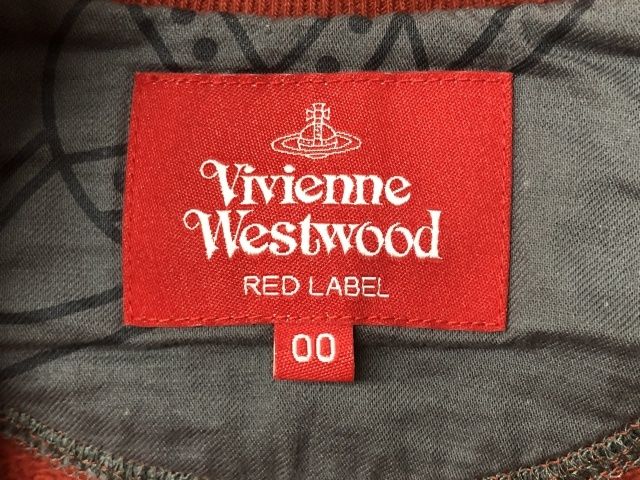 Vivienne
Westwood
RED LABEL
00